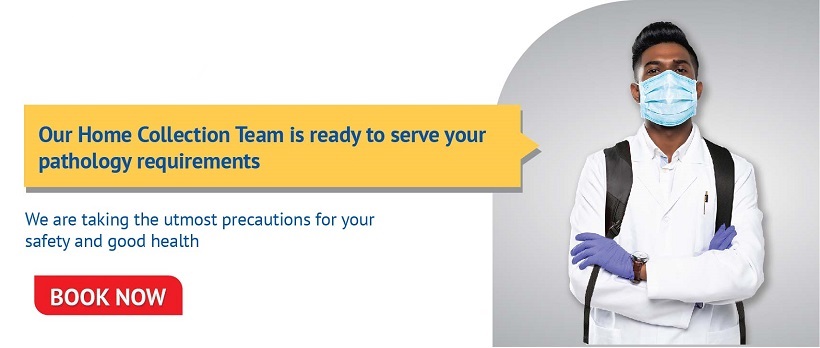 Our Home Collection Team is ready to serve your
pathology requirements
We are taking the utmost precautions for your
safety and good health
BOOK NOW